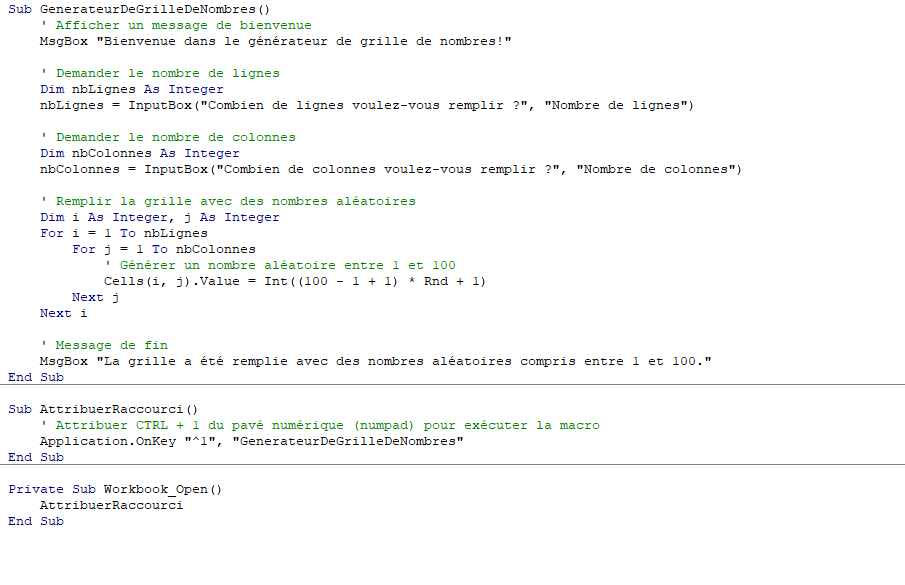 Sub GenerateurDeGrilleDeNombres()
    ' Afficher un message de bienvenue
    MsgBox "Bienvenue dans le générateur de grille de nombres!"

    ' Demander le nombre de lignes
    Dim nbLignes As Integer
    nbLignes = InputBox("Combien de lignes voulez-vous remplir ?", "Nombre de lignes")

    ' Demander le nombre de colonnes
    Dim nbColonnes As Integer
    nbColonnes = InputBox("Combien de colonnes voulez-vous remplir ?", "Nombre de colonnes")

    ' Remplir la grille avec des nombres aléatoires
    Dim i As Integer, j As Integer
    For i = 1 To nbLignes
        For j = 1 To nbColonnes
            ' Générer un nombre aléatoire entre 1 et 100
            Cells(i, j).Value = Int((100 - 1 + 1) * Rnd + 1)
        Next j
    Next i

    ' Message de fin
    MsgBox "La grille a été remplie avec des nombres aléatoires compris entre 1 et 100."
End Sub

Sub AttribuerRaccourci()
    ' Attribuer CTRL + 1 du pavé numérique (numpad) pour exécuter la macro
    Application.OnKey "^1", "GenerateurDeGrilleDeNombres"
End Sub

Private Sub Workbook_Open()
    AttribuerRaccourci
End Sub